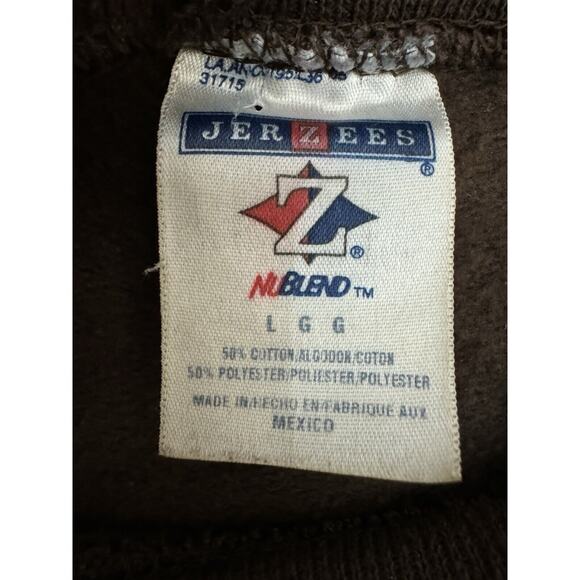 31715
JERZEES®
Z®
NUBLEND™
L G G
50% COTTON/ALGODON/COTON
50% POLYESTER/POLIESTER/POLYESTER
MADE IN/HECHO EN/FABRIQUE AUX
MEXICO